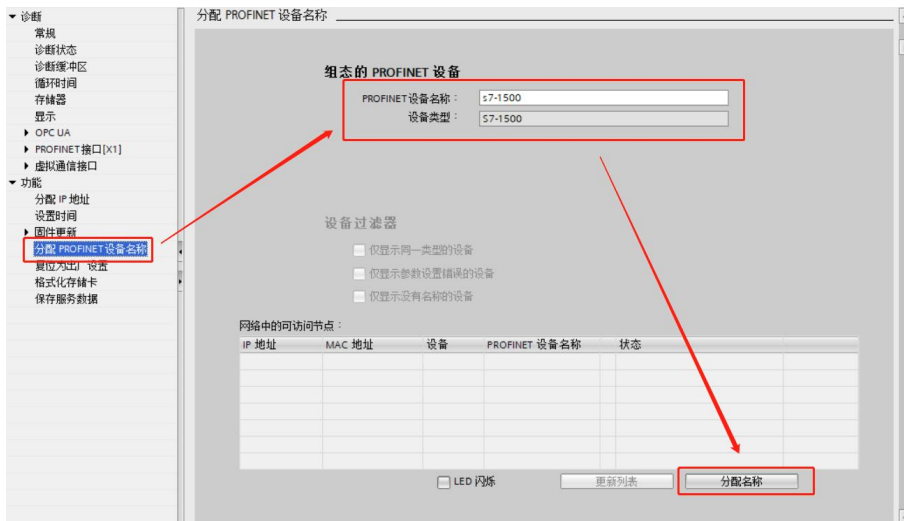 诊断
常规
诊断状态
诊断缓冲区
循环时间
存储器
显示
OPC UA
PROFINET接口[X1]
虚拟通信接口
功能
分配 IP 地址
设置时间
固件更新
分配 PROFINET设备名称
复位为出厂设置
格式化存储卡
保存服务数据
分配 PROFINET 设备名称
组态的 PROFINET 设备
PROFINET设备名称： s7-1500
设备类型： S7-1500
设备过滤器
仅显示同一类型的设备
仅显示参数设置错误的设备
仅显示没有名称的设备
网络中的可访问节点：
IP 地址 MAC 地址 设备 PROFINET 设备名称 状态
LED 闪烁 更新列表 分配名称